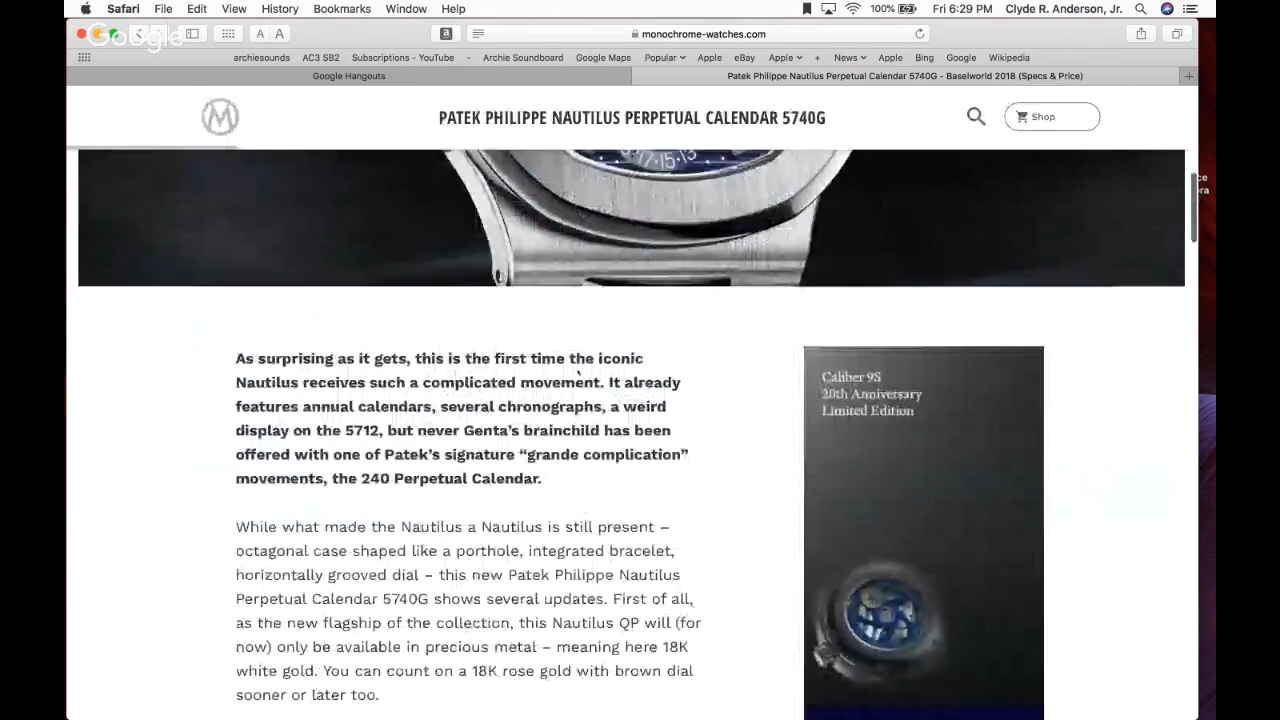 Safari File Edit View History Bookmarks Window Help 100% Fri 6:29 PM Clyde R. Anderson, Jr.
Google
A A a monochrome-watches.com
archiesounds AC3 SB2 Subscriptions - YouTube - Archie Soundboard Google Maps Popular Apple eBay Apple + News Apple Bing Google Wikipedia
Google Hangouts Patek Philippe Nautilus Perpetual Calendar 5740G - Baselworld 2018 (Specs & Price) +
M PATEK PHILIPPE NAUTILUS PERPETUAL CALENDAR 5740G Shop
17·15·13
ce
ra
As surprising as it gets, this is the first time the iconic
Nautilus receives such a complicated movement. It already
features annual calendars, several chronographs, a weird
display on the 5712, but never Genta's brainchild has been
offered with one of Patek's signature “grande complication”
movements, the 240 Perpetual Calendar.
While what made the Nautilus a Nautilus is still present –
octagonal case shaped like a porthole, integrated bracelet,
horizontally grooved dial – this new Patek Philippe Nautilus
Perpetual Calendar 5740G shows several updates. First of all,
as the new flagship of the collection, this Nautilus QP will (for
now) only be available in precious metal – meaning here 18K
white gold. You can count on a 18K rose gold with brown dial
sooner or later too.
Caliber 9S
20th Anniversary
Limited Edition